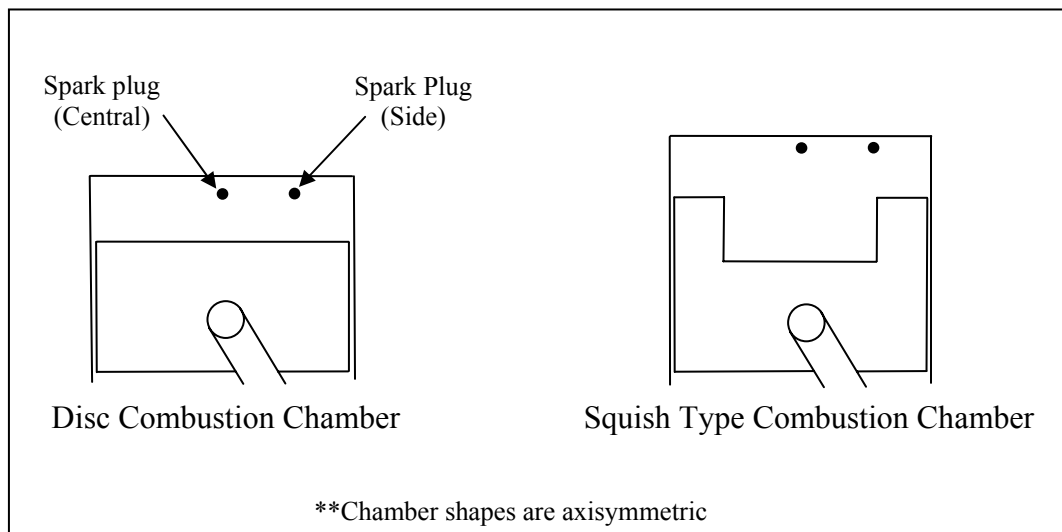 Spark plug
(Central)
Spark Plug
(Side)
Disc Combustion Chamber
Squish Type Combustion Chamber
**Chamber shapes are axisymmetric